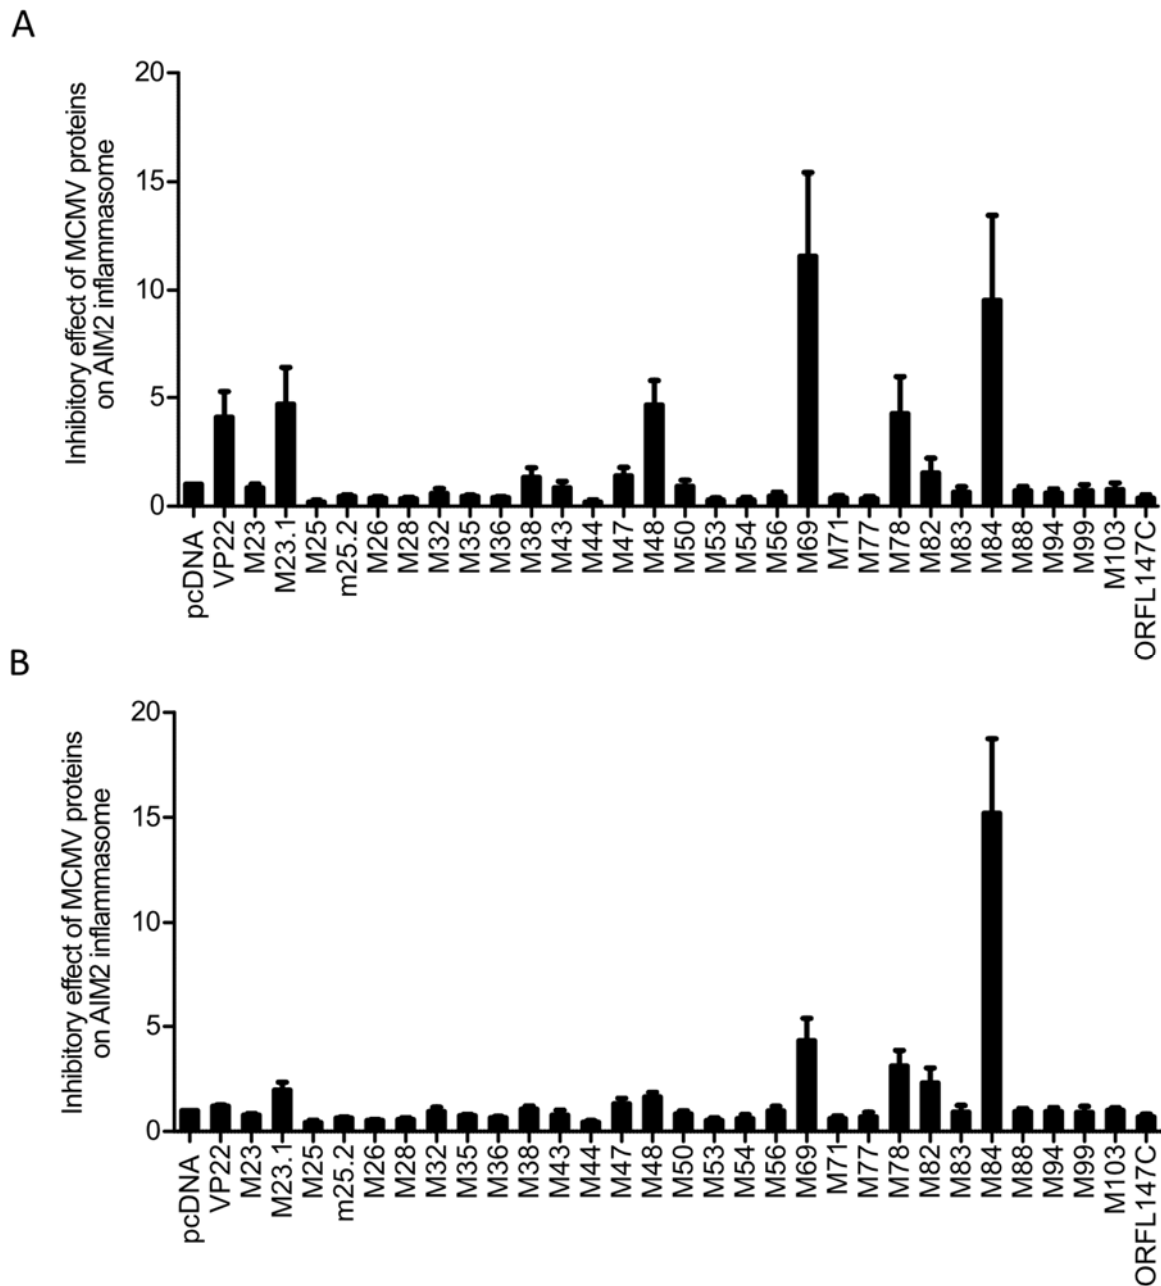 A
Inhibitory effect of MCMV proteins
on AIM2 inflammasome
20
15
10
5
0
pcDNA
VP22
M23
M23.1
M25
m25.2
M26
M28
M32
M35
M36
M38
M43
M44
M47
M48
M50
M53
M54
M56
M69
M71
M77
M78
M82
M83
M84
M88
M94
M99
M103
ORFL147C
B
Inhibitory effect of MCMV proteins
on AIM2 inflammasome
20
15
10
5
0
pcDNA
VP22
M23
M23.1
M25
m25.2
M26
M28
M32
M35
M36
M38
M43
M44
M47
M48
M50
M53
M54
M56
M69
M71
M77
M78
M82
M83
M84
M88
M94
M99
M103
ORFL147C